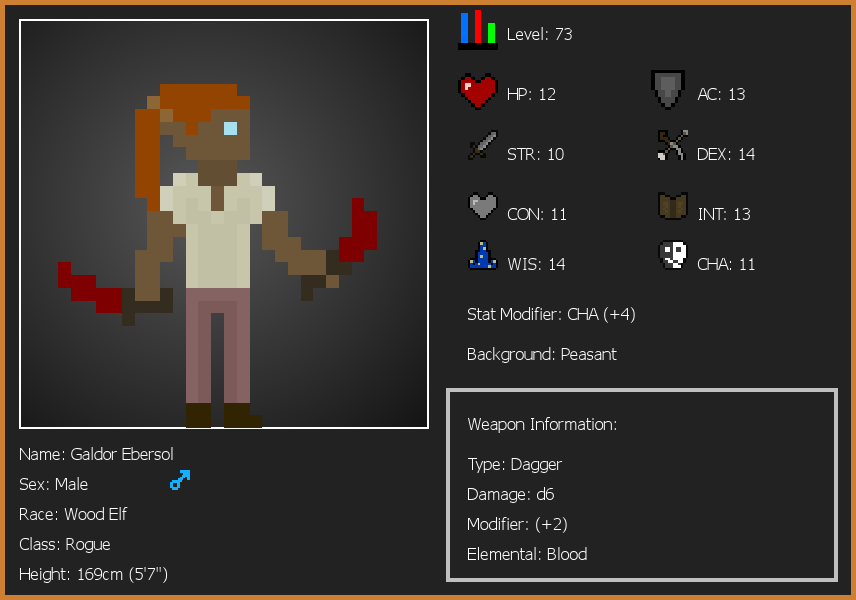 Level: 73
HP: 12
AC: 13
STR: 10
DEX: 14
CON: 11
INT: 13
WIS: 14
CHA: 11
Stat Modifier: CHA (+4)
Background: Peasant
Weapon Information:
Type: Dagger
Damage: d6
Modifier: (+2)
Elemental: Blood
Name: Galdor Ebersol
Sex: Male
Race: Wood Elf
Class: Rogue
Height: 169cm (5'7")